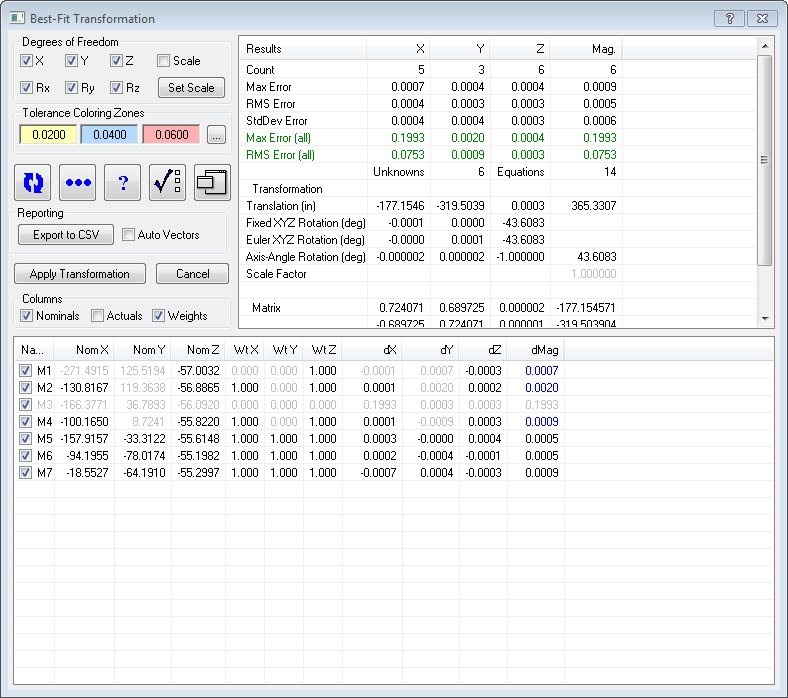 Best-Fit Transformation
Degrees of Freedom
X Y Z Scale
Rx Ry Rz Set Scale
Tolerance Coloring Zones
0.0200 0.0400 0.0600 ...
?
Reporting
Export to CSV Auto Vectors
Apply Transformation Cancel
Columns
Nominals Actuals Weights
Results X Y Z Mag.
Count 5 3 6 6
Max Error 0.0007 0.0004 0.0004 0.0009
RMS Error 0.0004 0.0003 0.0003 0.0005
StdDev Error 0.0004 0.0004 0.0003 0.0006
Max Error (all) 0.1993 0.0020 0.0004 0.1993
RMS Error (all) 0.0753 0.0009 0.0003 0.0753
Unknowns 6 Equations 14
Transformation
Translation (in) -177.1546 -319.5039 0.0003 365.3307
Fixed XYZ Rotation (deg) -0.0001 0.0000 -43.6083
Euler XYZ Rotation (deg) -0.0000 0.0001 -43.6083
Axis-Angle Rotation (deg) -0.000002 0.000002 -1.000000 43.6083
Scale Factor 1.000000
Matrix 0.724071 0.689725 0.000002 -177.154571
-0.689725 0.724071 0.000001 -319.503904
Na... Nom X Nom Y Nom Z Wt X Wt Y Wt Z dX dY dZ dMag
M1 -271.4915 125.5194 -57.0032 0.000 0.000 1.000 -0.0001 0.0007 -0.0003 0.0007
M2 -130.8167 119.3638 -56.8865 1.000 0.000 1.000 0.0001 0.0020 0.0002 0.0020
M3 -166.3771 36.7893 -56.0920 0.000 0.000 0.000 0.1993 0.0003 0.0003 0.1993
M4 -100.1650 8.7241 -55.8220 1.000 0.000 1.000 0.0001 -0.0009 0.0003 0.0009
M5 -157.9157 -33.3122 -55.6148 1.000 1.000 1.000 0.0003 -0.0000 0.0004 0.0005
M6 -94.1955 -78.0174 -55.1982 1.000 1.000 1.000 0.0002 -0.0004 -0.0001 0.0005
M7 -18.5527 -64.1910 -55.2997 1.000 1.000 1.000 -0.0007 0.0004 -0.0003 0.0009